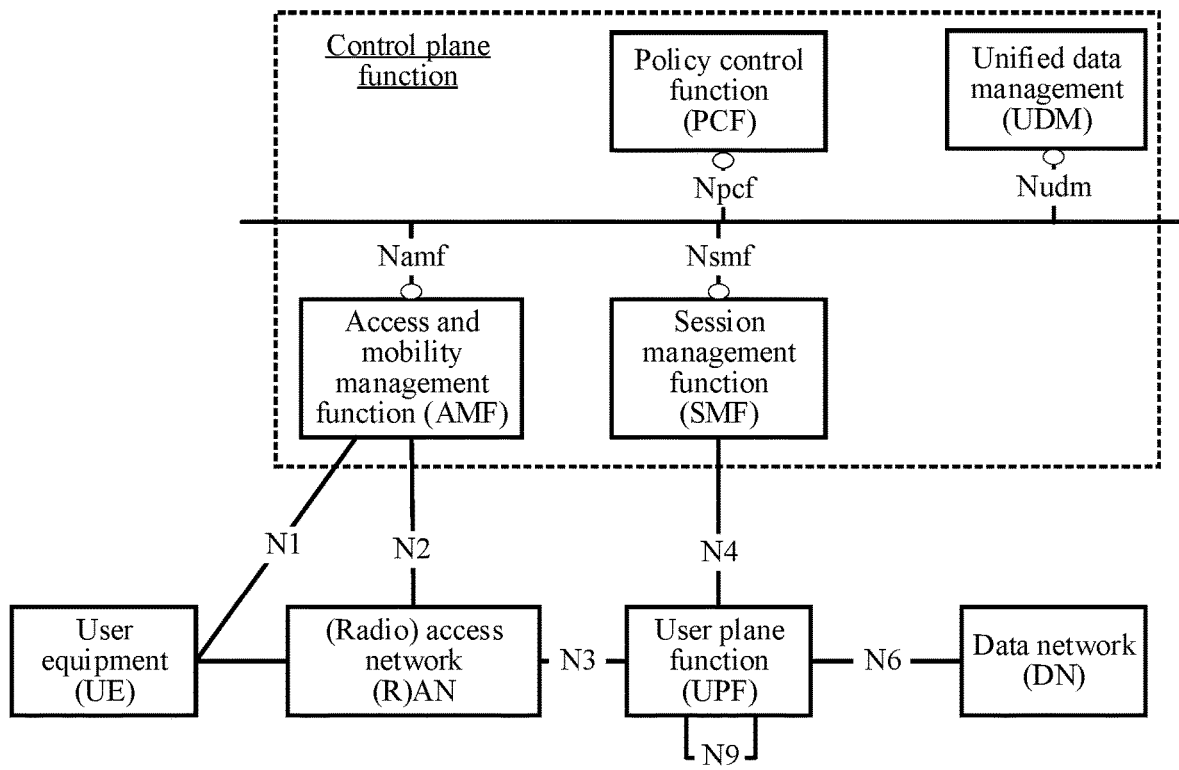 Control plane
function
Policy control
function
(PCF)
Unified data
management
(UDM)
Npcf
Nudm
Namf
Nsmf
Access and
mobility
management
function (AMF)
Session
management
function
(SMF)
N1
N2
N4
User
equipment
(UE)
(Radio) access
network
(R)AN
N3
User plane
function
(UPF)
N6
Data network
(DN)
N9